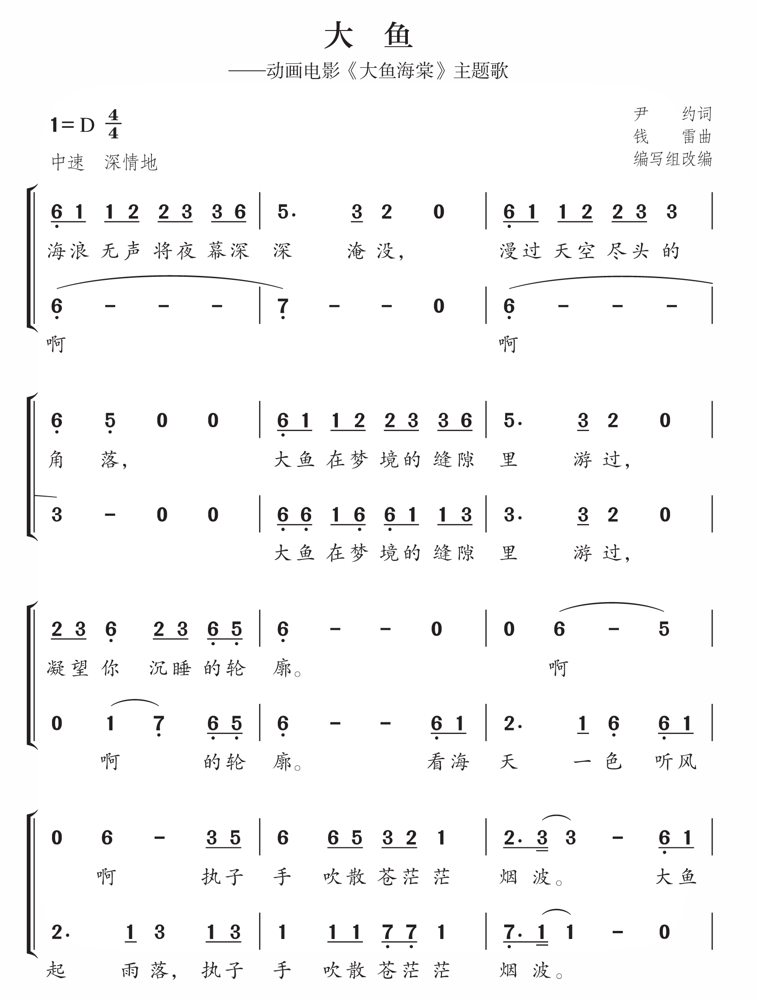 大 鱼
——动画电影《大鱼海棠》主题歌
1=D 4/4
尹 约词
钱 雷曲
中速 深情地
编写组改编
6̣ 1 1 2 2 3 3 6 | 5. 3 2 0 | 6̣ 1 1 2 2 3 3 |
海浪 无声 将夜 幕深 深 淹 没, 漫过 天空 尽头 的
6̣ - - - | 7̣ - - 0 | 6̣ - - - |
啊 啊
6̣ 5̣ 0 0 | 6̣ 1 1 2 2 3 3 6 | 5. 3 2 0 |
角 落, 大鱼 在梦 境的 缝隙 里 游 过,
3 - 0 0 | 6̣ 6̣ 1 6̣ 6̣ 1 1 3 | 3. 3 2 0 |
大鱼 在梦 境的 缝隙 里 游 过,
2 3 6̣ 2 3 6̣ 5̣ | 6̣ - - 0 | 0 6 - 5 |
凝望 你 沉睡 的轮 廓。 啊
0 1 7̣ 6̣ 5̣ | 6̣ - - 6̣ 1 | 2. 1 6̣ 6̣ 1 |
啊 的轮 廓。 看海 天 一 色 听风
0 6 - 3 5 | 6 6 5 3 2 1 | 2. 3 3 - 6̣ 1 |
啊 执子 手 吹散 苍茫 茫 烟 波。 大鱼
2. 1 3 1 3 | 1 1 1 7̣ 7̣ 1 | 7̣. 1 1 - 0 |
起 雨 落, 执子 手 吹散 苍茫 茫 烟 波。